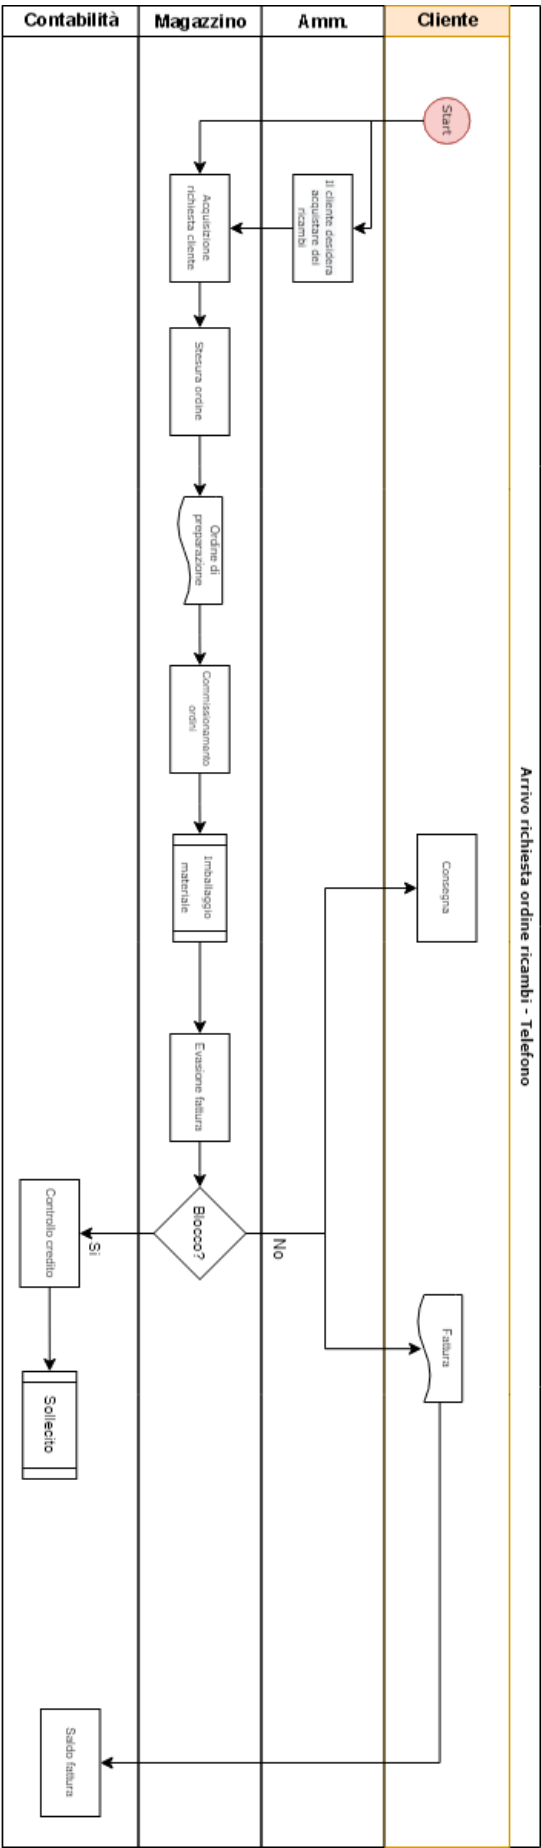 Arrivo richiesta ordine ricambi - Telefono
Contabilità
Magazzino
Amm.
Cliente
Start
Il cliente desidera
acquistare dei
ricambi
Acquisizione
richiesta cliente
Stesura ordine
Ordine di
preparazione
Commissionamento
ordini
Imballaggio
materiale
Consegna
Evasione fattura
Blocco?
Si
No
Controllo credito
Fattura
Sollecito
Saldo fattura